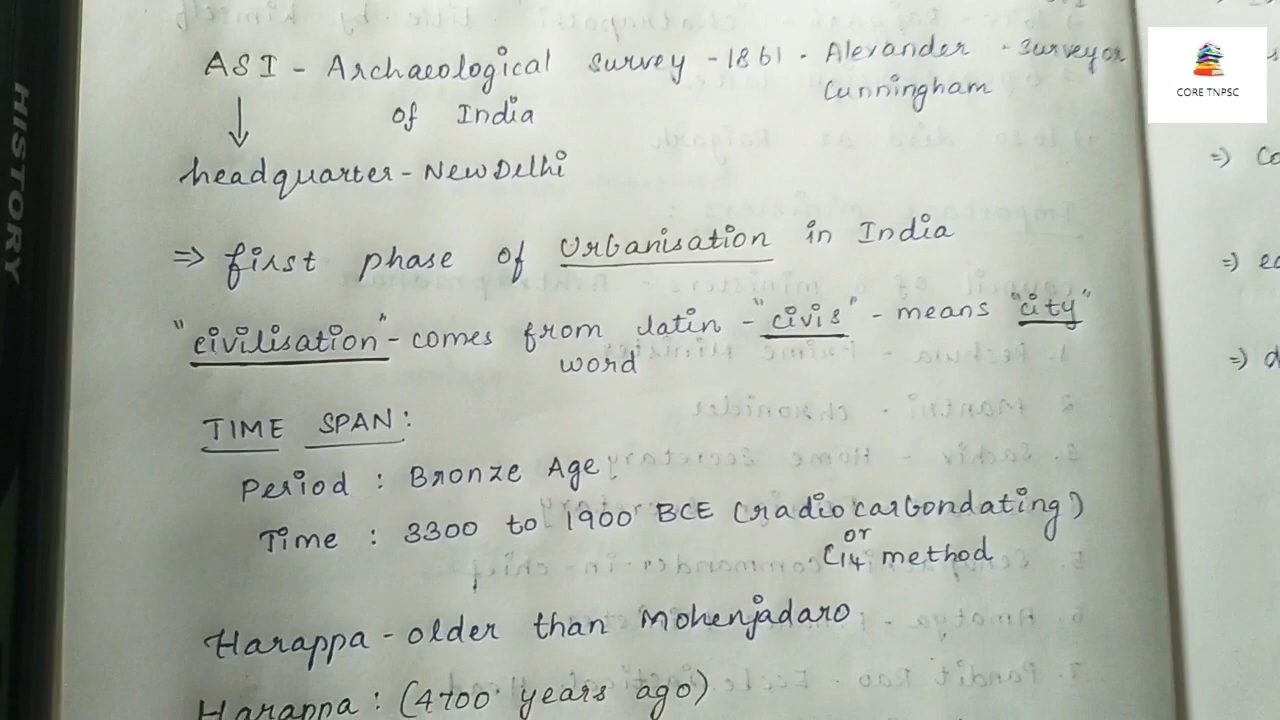 ASI - Archaeological Survey - 1861 - Alexander - Surveyor
of India Cunningham
headquarter - New Delhi
⇒ first phase of Urbanisation in India
"civilisation" - comes from latin - "civis" - means "city"
word
TIME SPAN:
Period : Bronze Age
Time : 3300 to 1900 BCE (radiocarbondating)
or
C14 method
Harappa - older than Mohenjadaro
Harappa : (4700 years ago)
HISTORY
CORE TNPSC